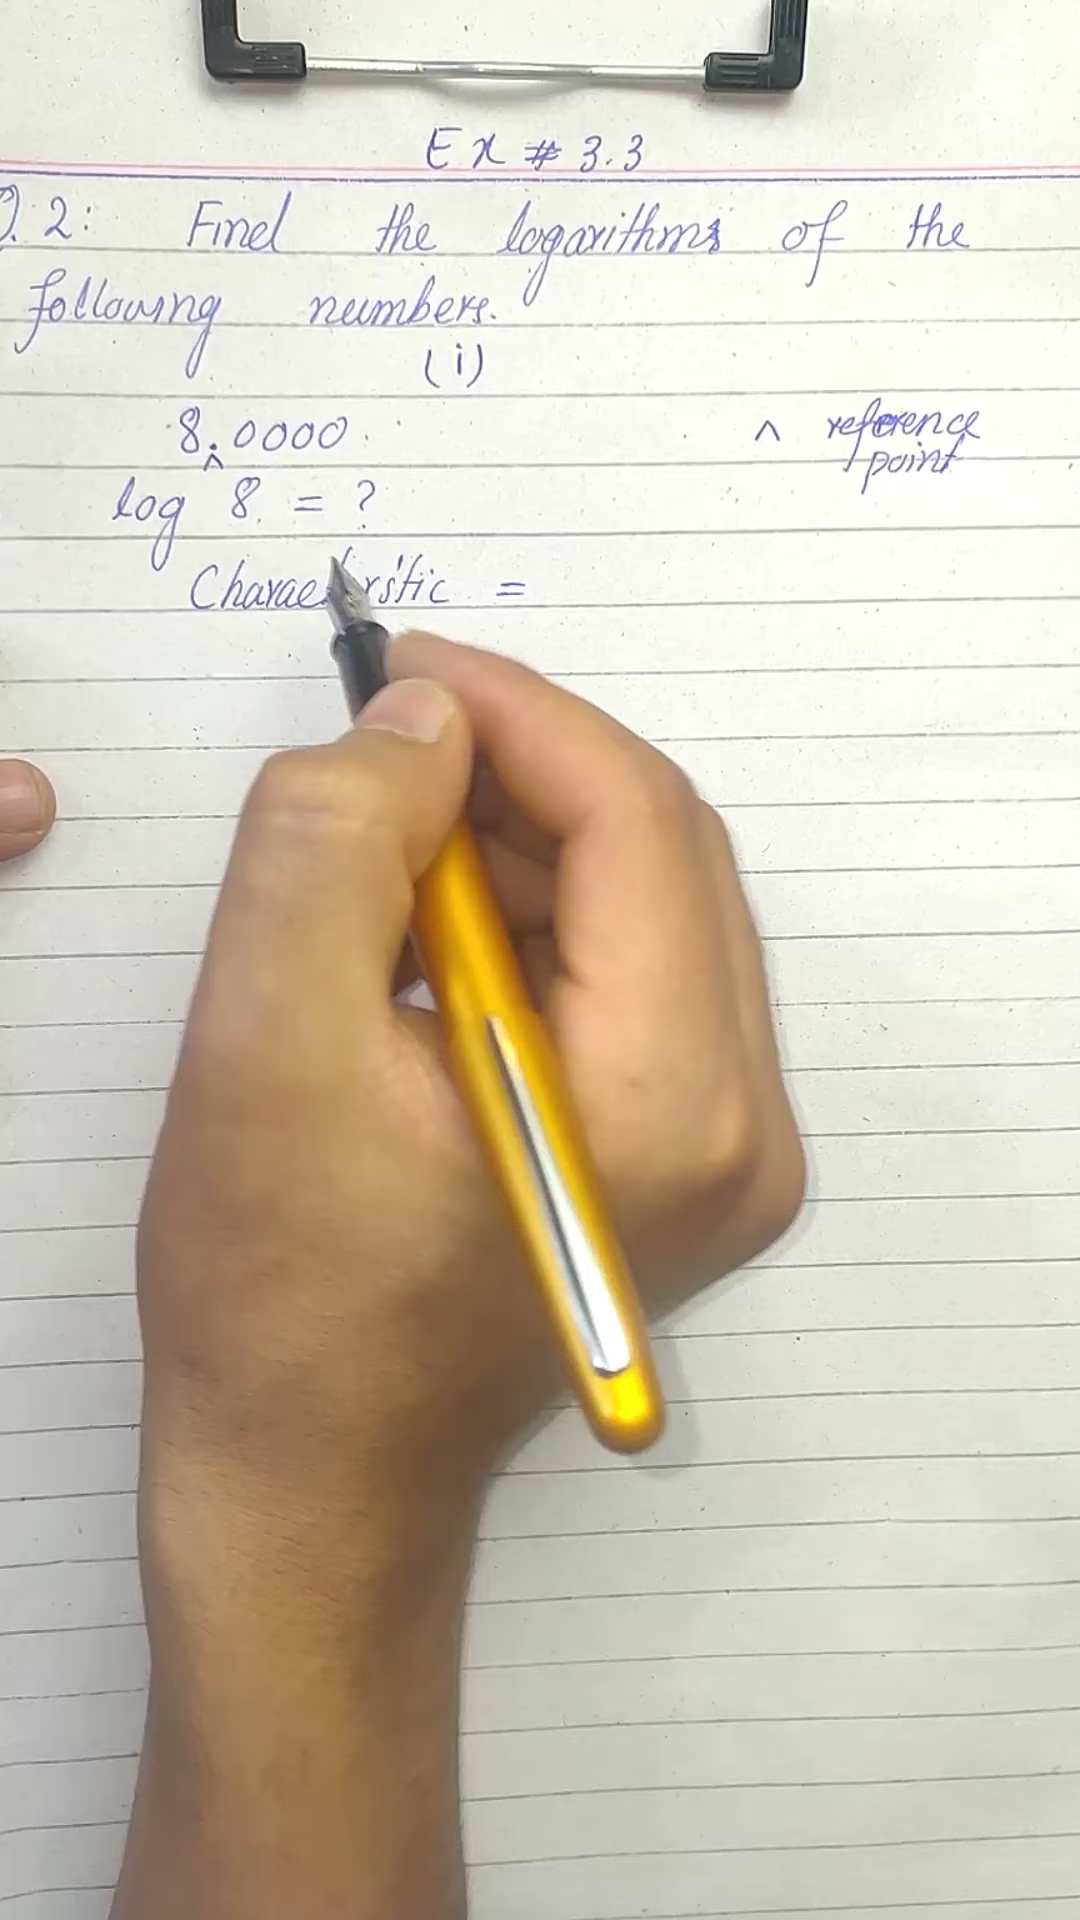 Ex # 3.3
Q.2: Find the logarithms of the
following numbers.
(i)
8.0000
^
^ reference
point
log 8 = ?
Characteristic =